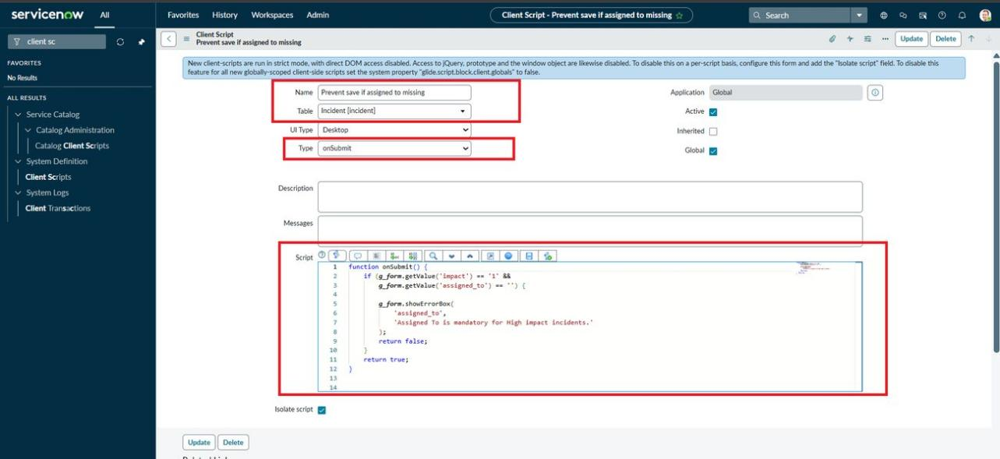 servicenow All Favorites History Workspaces Admin Client Script - Prevent save if assigned to missing Search
client sc
FAVORITES
No Results
ALL RESULTS
Service Catalog
Catalog Administration
Catalog Client Scripts
System Definition
Client Scripts
System Logs
Client Transactions
Client Script
Prevent save if assigned to missing
Update Delete
New client-scripts are run in strict mode, with direct DOM access disabled. Access to jQuery, prototype and the window object are likewise disabled. To disable this on a per-script basis, configure this form and add the "Isolate script" field. To disable this
feature for all new globally-scoped client-side scripts set the system property "glide.script.block.client.globals" to false.
Name Prevent save if assigned to missing
Table Incident [incident]
UI Type Desktop
Type onSubmit
Application Global
Active
Inherited
Global
Description
Messages
Script
1 function onSubmit() {
2 if (g_form.getValue('impact') == '1' &&
3 g_form.getValue('assigned_to') == '') {
4
5 g_form.showErrorBox(
6 'assigned_to',
7 'Assigned To is mandatory for High impact incidents.'
8 );
9 return false;
10 }
11 return true;
12 }
13
14
Isolate script
Update Delete